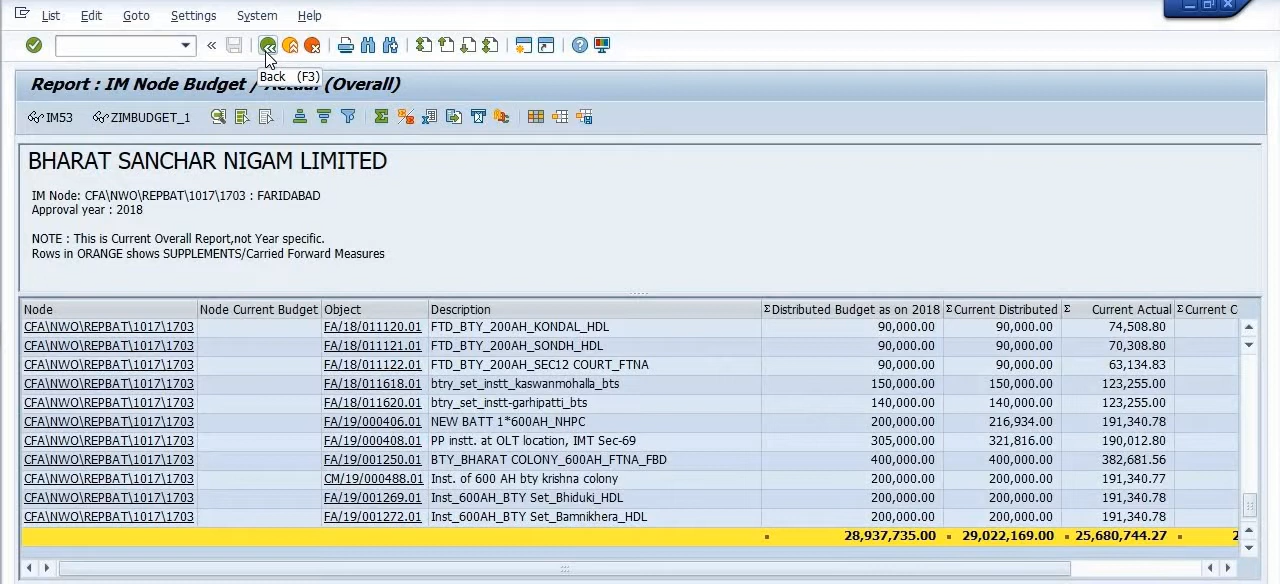 List Edit Goto Settings System Help
Back (F3)
Report : IM Node Budget / Actual (Overall)
IM53 ZIMBUDGET_1
BHARAT SANCHAR NIGAM LIMITED
IM Node: CFA\NWO\REPBAT\1017\1703 : FARIDABAD
Approval year : 2018
NOTE : This is Current Overall Report,not Year specific.
Rows in ORANGE shows SUPPLEMENTS/Carried Forward Measures
Node Node Current Budget Object Description ΣDistributed Budget as on 2018 ΣCurrent Distributed Σ Current Actual ΣCurrent C
CFA\NWO\REPBAT\1017\1703 FA/18/011120.01 FTD_BTY_200AH_KONDAL_HDL 90,000.00 90,000.00 74,508.80
CFA\NWO\REPBAT\1017\1703 FA/18/011121.01 FTD_BTY_200AH_SONDH_HDL 90,000.00 90,000.00 70,308.80
CFA\NWO\REPBAT\1017\1703 FA/18/011122.01 FTD_BTY_200AH_SEC12 COURT_FTNA 90,000.00 90,000.00 63,134.83
CFA\NWO\REPBAT\1017\1703 FA/18/011618.01 btry_set_instt_kaswanmohalla_bts 150,000.00 150,000.00 123,255.00
CFA\NWO\REPBAT\1017\1703 FA/18/011620.01 btry_set_instt-garhipatti_bts 140,000.00 140,000.00 123,255.00
CFA\NWO\REPBAT\1017\1703 FA/19/000406.01 NEW BATT 1*600AH_NHPC 200,000.00 216,934.00 191,340.78
CFA\NWO\REPBAT\1017\1703 FA/19/000408.01 PP instt. at OLT location, IMT Sec-69 305,000.00 321,816.00 190,012.80
CFA\NWO\REPBAT\1017\1703 FA/19/001250.01 BTY_BHARAT COLONY_600AH_FTNA_FBD 400,000.00 400,000.00 382,681.56
CFA\NWO\REPBAT\1017\1703 CM/19/000488.01 Inst. of 600 AH bty krishna colony 200,000.00 200,000.00 191,340.77
CFA\NWO\REPBAT\1017\1703 FA/19/001269.01 Inst_600AH_BTY Set_Bhiduki_HDL 200,000.00 200,000.00 191,340.78
CFA\NWO\REPBAT\1017\1703 FA/19/001272.01 Inst_600AH_BTY Set_Bamnikhera_HDL 200,000.00 200,000.00 191,340.78
28,937,735.00 29,022,169.00 25,680,744.27 2